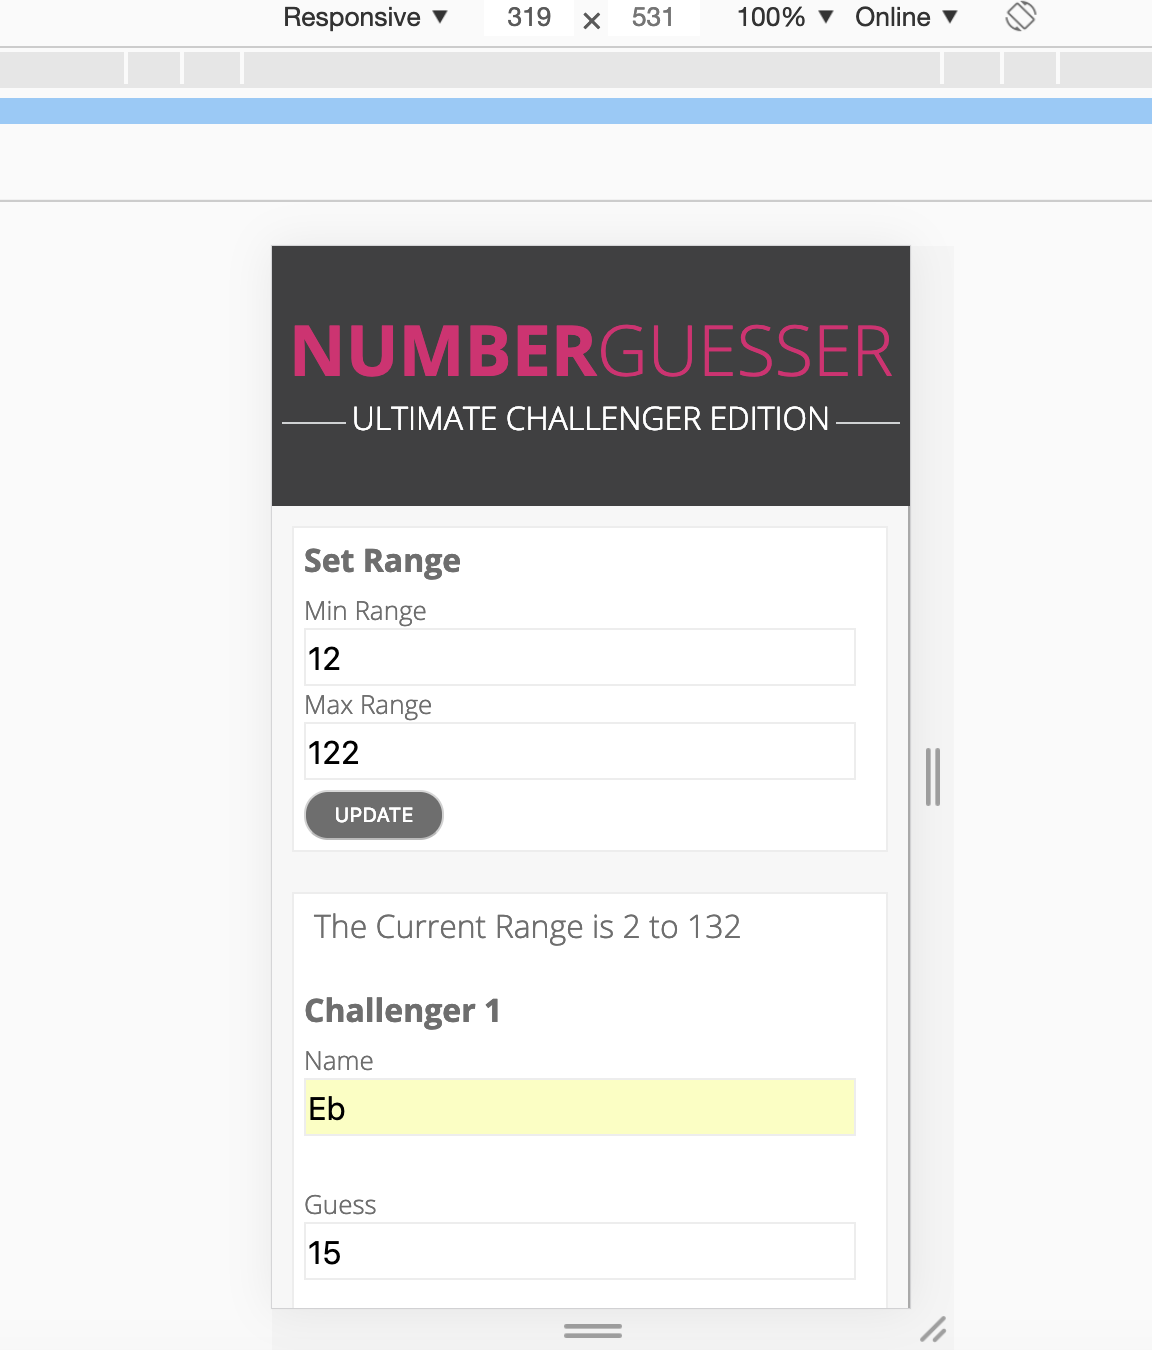 Responsive ▼ 319 × 531 100% ▼ Online ▼
NUMBERGUESSER
ULTIMATE CHALLENGER EDITION
Set Range
Min Range
12
Max Range
122
UPDATE
The Current Range is 2 to 132
Challenger 1
Name
Eb
Guess
15